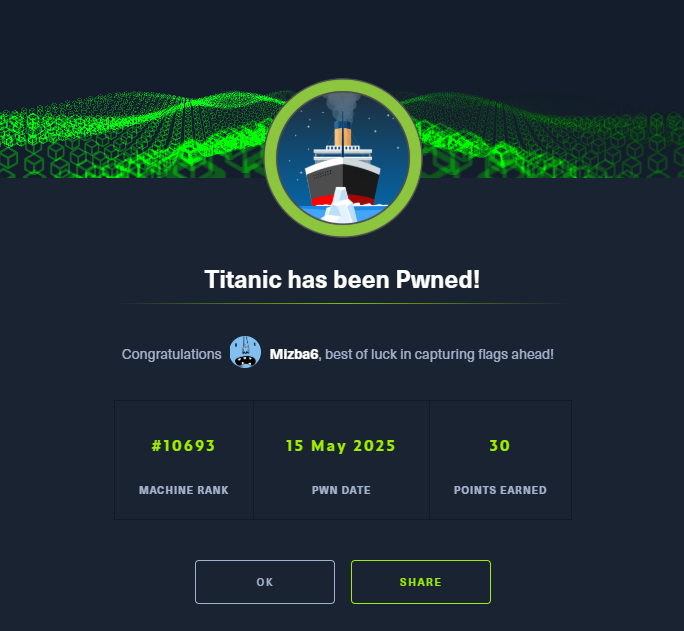 Titanic has been Pwned!
Congratulations Mizba6, best of luck in capturing flags ahead!
#10693 15 May 2025 30
MACHINE RANK PWN DATE POINTS EARNED
OK SHARE